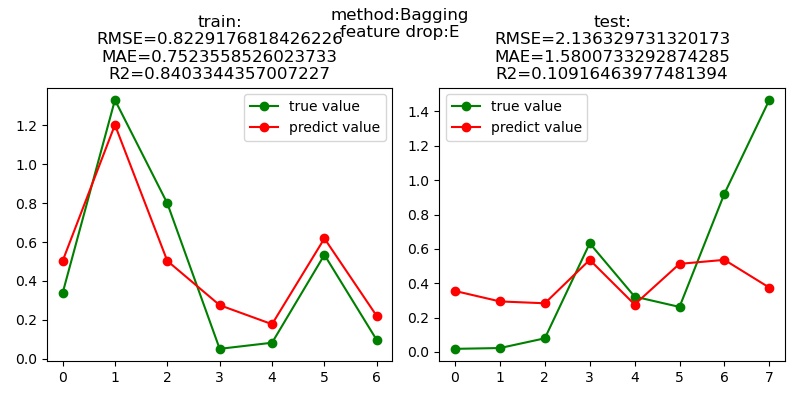 method:Bagging
feature drop:E
train:
RMSE=0.8229176818426226
MAE=0.7523558526023733
R2=0.8403344357007227
true value
predict value
0.0
0.2
0.4
0.6
0.8
1.0
1.2
0 1 2 3 4 5 6
test:
RMSE=2.136329731320173
MAE=1.5800733292874285
R2=0.10916463977481394
true value
predict value
0.0
0.2
0.4
0.6
0.8
1.0
1.2
1.4
0 1 2 3 4 5 6 7